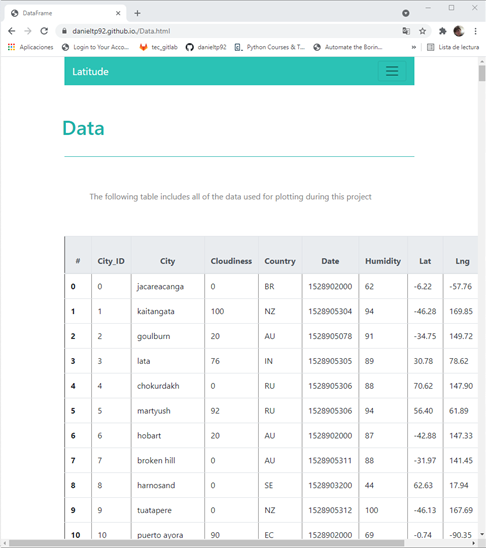 DataFrame
danieltp92.github.io./Data.html
Aplicaciones Login to Your Acco... tec_gitlab danieltp92 Python Courses & T... Automate the Borin... » Lista de lectura
Latitude
Data
The following table includes all of the data used for plotting during this project
# City_ID City Cloudiness Country Date Humidity Lat Lng
0 0 jacareacanga 0 BR 1528902000 62 -6.22 -57.76
1 1 kaitangata 100 NZ 1528905304 94 -46.28 169.85
2 2 goulburn 20 AU 1528905078 91 -34.75 149.72
3 3 lata 76 IN 1528905305 89 30.78 78.62
4 4 chokurdakh 0 RU 1528905306 88 70.62 147.90
5 5 martyush 92 RU 1528905306 94 56.40 61.89
6 6 hobart 20 AU 1528902000 87 -42.88 147.33
7 7 broken hill 0 AU 1528905311 88 -31.97 141.45
8 8 harnosand 0 SE 1528903200 44 62.63 17.94
9 9 tuatapere 0 NZ 1528905312 100 -46.13 167.69
10 10 puerto ayora 90 EC 1528902000 69 -0.74 -90.35